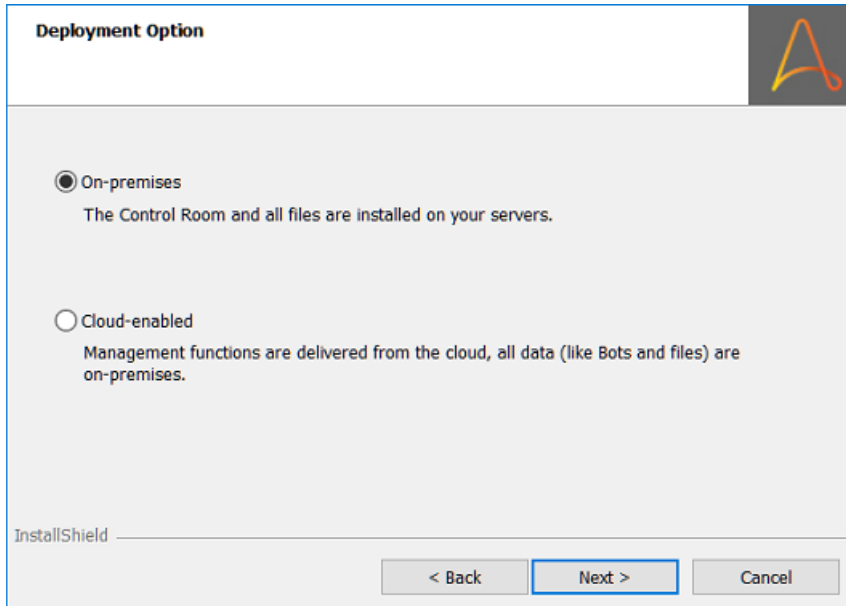 Deployment Option
On-premises
The Control Room and all files are installed on your servers.
Cloud-enabled
Management functions are delivered from the cloud, all data (like Bots and files) are
on-premises.
InstallShield
< Back
Next >
Cancel